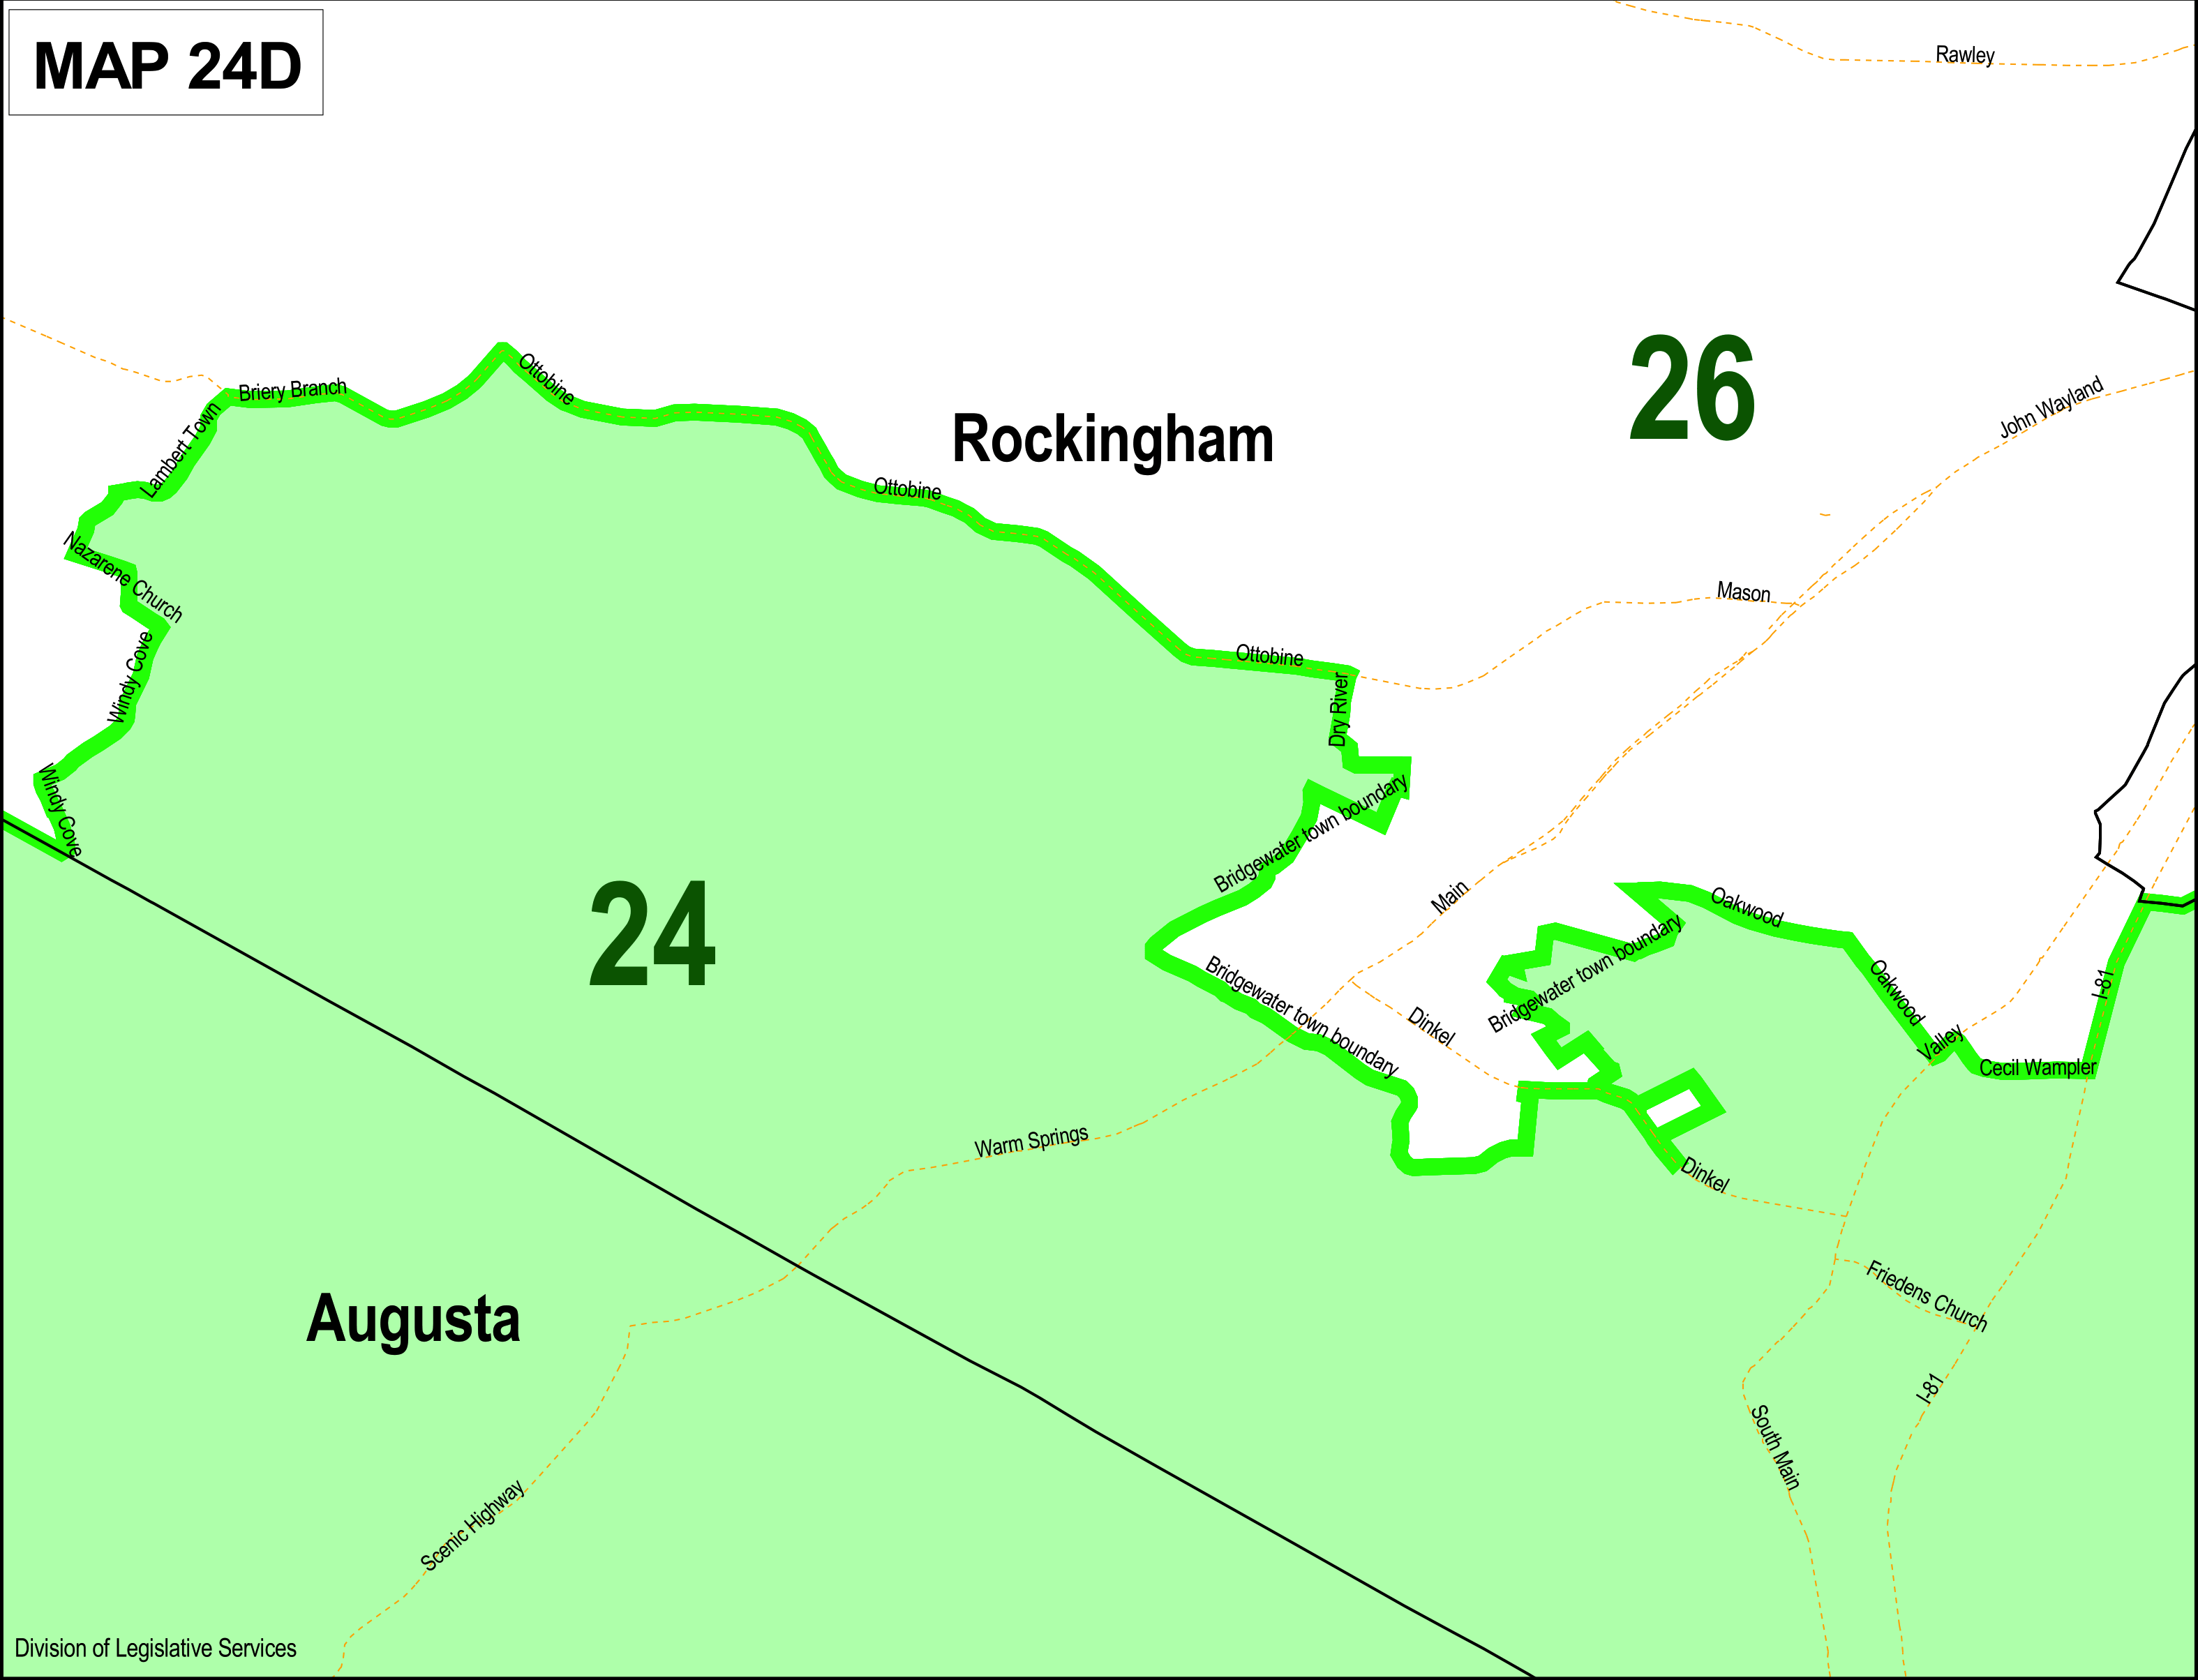 MAP 24D
Rawley
26
Briery Branch
Ottobine
Lambert Town
Rockingham
John Wayland
Ottobine
Nazarene Church
Mason
Windy Cove
Ottobine
Dry River
Windy Cove
Bridgewater town boundary
24
Main
Oakwood
Bridgewater town boundary
Oakwood
I-81
Bridgewater town boundary
Dinkel
Valley
Cecil Wampler
Warm Springs
Dinkel
Augusta
Friedens Church
I-81
South Main
Scenic Highway
Division of Legislative Services